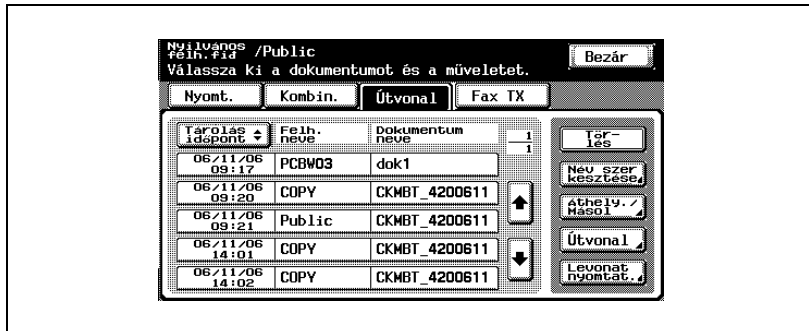 Nyilvános
felh.fió /Public
Bezár
Válassza ki a dokumentumot és a müveletet.
Nyomt. Kombin. Útvonal Fax TX
Tárolás
időpont
Felh.
neve
Dokumentum
neve
1
1
06/11/06
09:17 PCBW03 dok1
06/11/06
09:20 COPY CKMBT_4200611
06/11/06
09:21 Public CKMBT_4200611
06/11/06
14:01 COPY CKMBT_4200611
06/11/06
14:02 COPY CKMBT_4200611
Tör-
lés
Név szer
kesztése
Áthely./
Másol
Útvonal
Levonat
nyomtat.